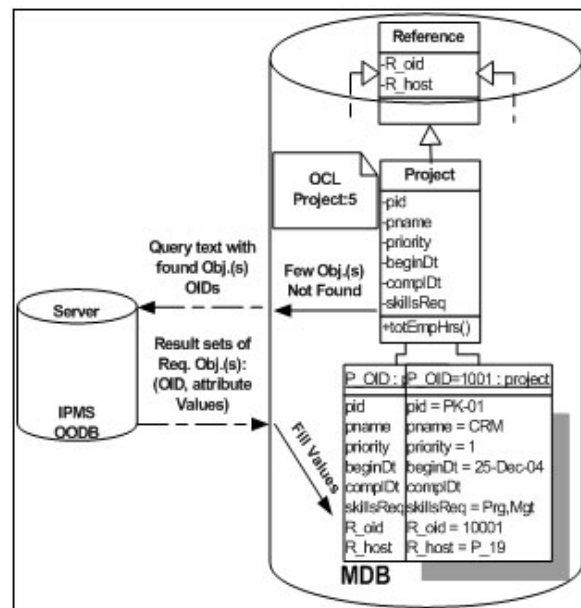 Reference
-R_oid
-R_host
OCL
Project:5
Project
-pid
-pname
-priority
-beginDt
-complDt
-skillsReq
+totEmpHrs()
Query text with
found Obj.(s)
OIDs
Few Obj.(s)
Not Found
Server
IPMS
OODB
Result sets of
Req. Obj.(s):
(OID, attribute
Values)
Fill Values
P_OID : P_OID=1001 : project
pid pid = PK-01
pname pname = CRM
priority priority = 1
beginDt beginDt = 25-Dec-04
complDt complDt
skillsReq skillsReq = Prg,Mgt
R_oid R_oid = 10001
R_host R_host = P_19
MDB